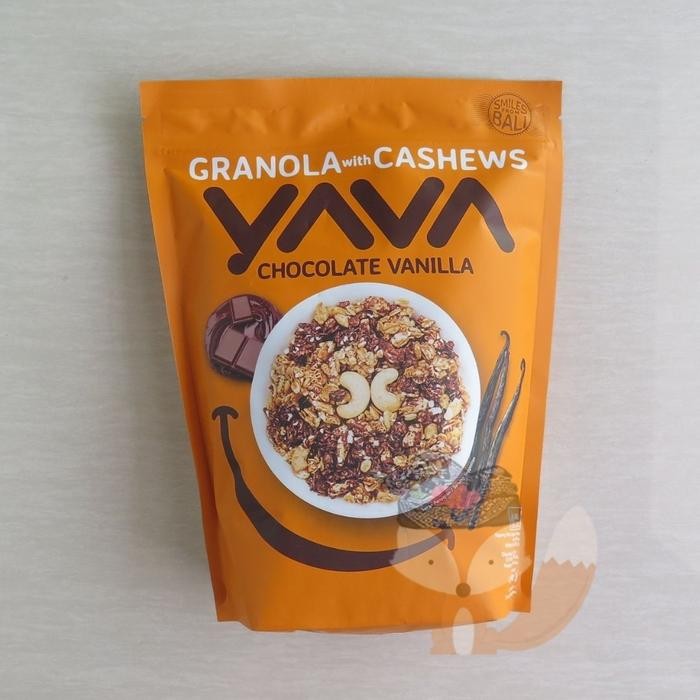 SMILES
FROM
BALI
GRANOLA with CASHEWS
YAVA
CHOCOLATE VANILLA